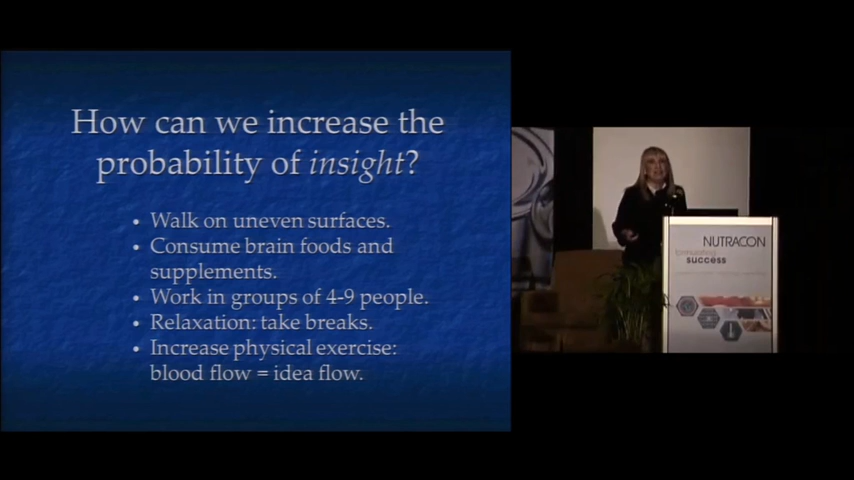 How can we increase the
probability of insight?
• Walk on uneven surfaces.
• Consume brain foods and
supplements.
• Work in groups of 4-9 people.
• Relaxation: take breaks.
• Increase physical exercise:
blood flow = idea flow.
NUTRACON
success